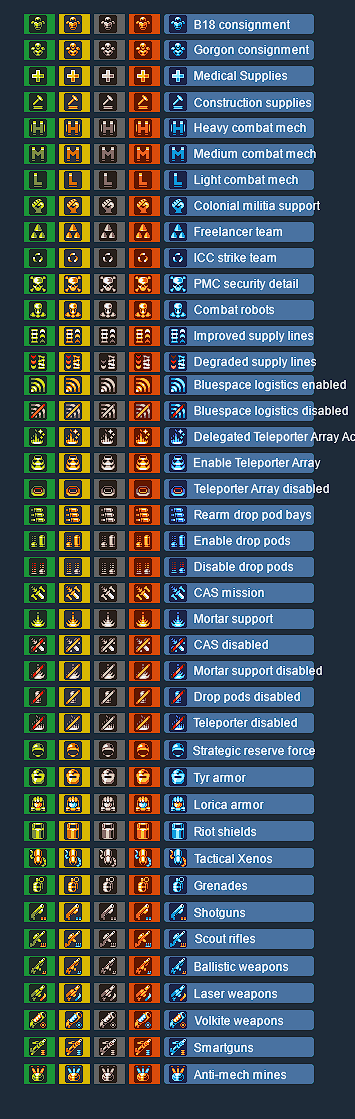 B18 consignment
Gorgon consignment
Medical Supplies
Construction supplies
Heavy combat mech
Medium combat mech
Light combat mech
Colonial militia support
Freelancer team
ICC strike team
PMC security detail
Combat robots
Improved supply lines
Degraded supply lines
Bluespace logistics enabled
Bluespace logistics disabled
Delegated Teleporter Array Ac
Enable Teleporter Array
Teleporter Array disabled
Rearm drop pod bays
Enable drop pods
Disable drop pods
CAS mission
Mortar support
CAS disabled
Mortar support disabled
Drop pods disabled
Teleporter disabled
Strategic reserve force
Tyr armor
Lorica armor
Riot shields
Tactical Xenos
Grenades
Shotguns
Scout rifles
Ballistic weapons
Laser weapons
Volkite weapons
Smartguns
Anti-mech mines